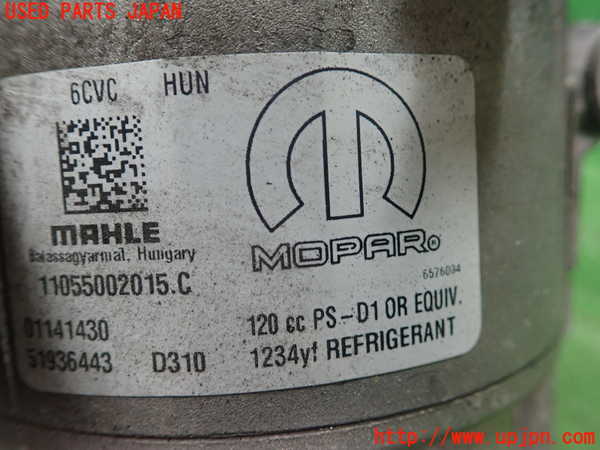 USED PARTS JAPAN
6CVC HUN
MAHLE
Balassagyarmat, Hungary
11055002015.C
01141430
51936443 D310
MOPAR®
6576034
120 cc PS-D1 OR EQUIV.
1234yf REFRIGERANT
http://www.upjpn.com